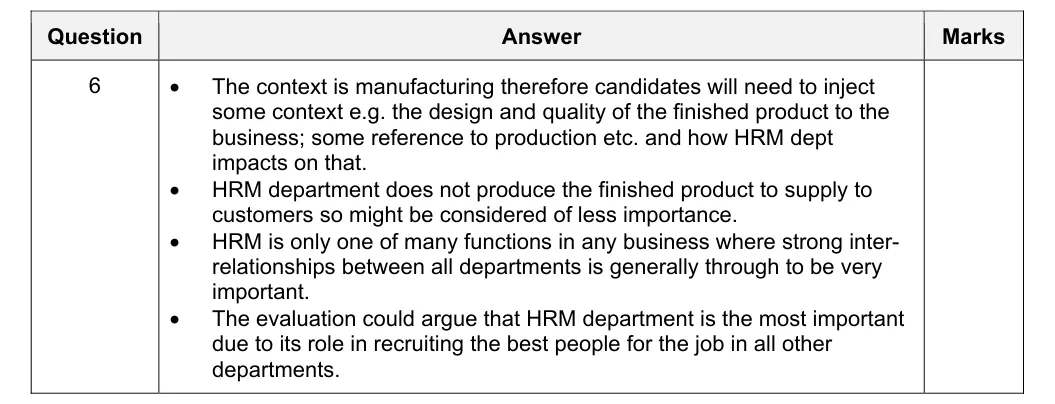 Question Answer Marks
6
• The context is manufacturing therefore candidates will need to inject
some context e.g. the design and quality of the finished product to the
business; some reference to production etc. and how HRM dept
impacts on that.
• HRM department does not produce the finished product to supply to
customers so might be considered of less importance.
• HRM is only one of many functions in any business where strong inter-
relationships between all departments is generally through to be very
important.
• The evaluation could argue that HRM department is the most important
due to its role in recruiting the best people for the job in all other
departments.